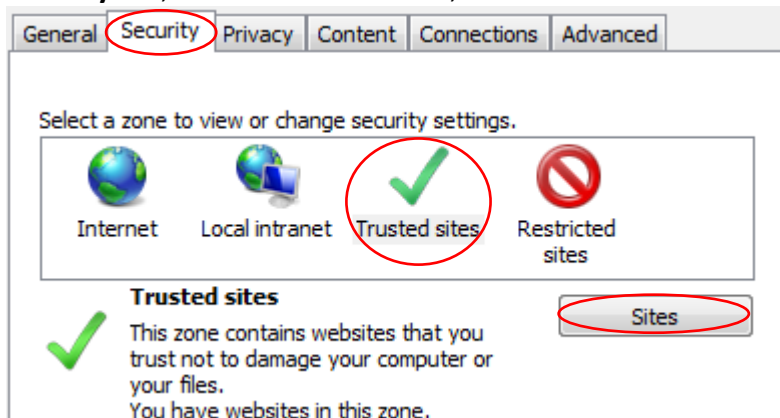 General Security Privacy Content Connections Advanced
Select a zone to view or change security settings.
Internet Local intranet Trusted sites Restricted sites
Trusted sites
Sites
This zone contains websites that you
trust not to damage your computer or
your files.
You have websites in this zone.